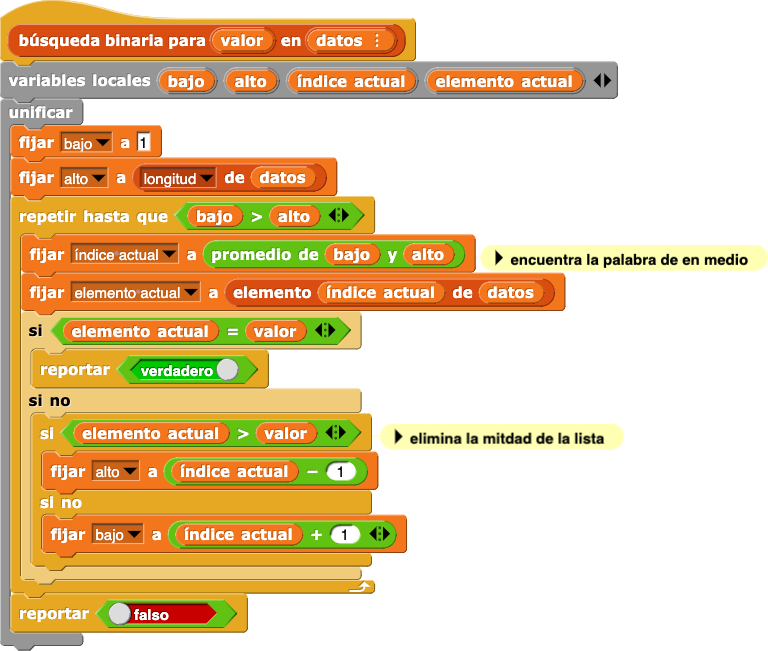 búsqueda binaria para valor en datos ⋮
variables locales bajo alto índice actual elemento actual
unificar
fijar bajo a 1
fijar alto a longitud de datos
repetir hasta que bajo > alto
fijar índice actual a promedio de bajo y alto encuentra la palabra de en medio
fijar elemento actual a elemento índice actual de datos
si elemento actual = valor
reportar verdadero
si no
si elemento actual > valor elimina la mitdad de la lista
fijar alto a índice actual − 1
si no
fijar bajo a índice actual + 1
reportar falso